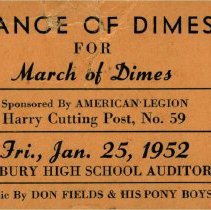 ANCE OF DIMES
FOR
March of Dimes
Sponsored By AMERICAN LEGION
Harry Cutting Post, No. 59
Fri., Jan. 25, 1952
BURY HIGH SCHOOL AUDITOR
ic By DON FIELDS & HIS PONY BOYS